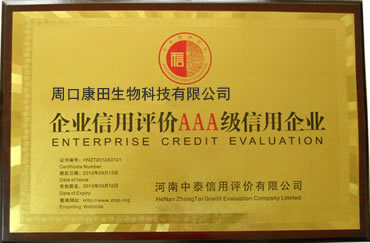 信
周口康田生物科技有限公司
企业信用评价AAA级信用企业
ENTERPRISE CREDIT EVALUATION
证书编号:
Certificate Number
颁发日期:
Date of Issue
有效期至:
Date of Expiry
查询网址:
Enquiring Website
河南中泰信用评价有限公司
HeNan ZhongTai Credit Evaluation Company Limited